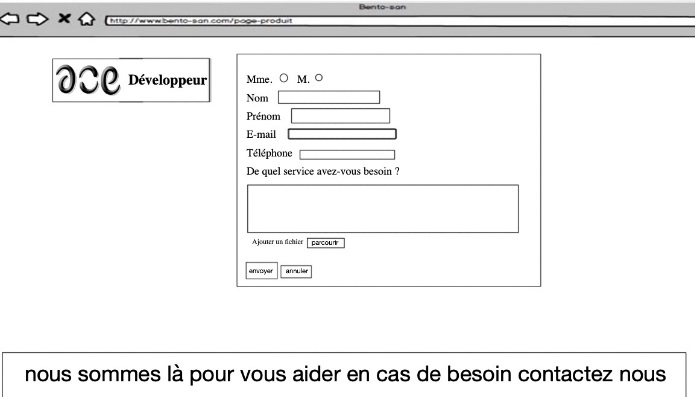 Bento-san
http://www.bento-san.com/page-produit
Développeur
Mme. M.
Nom
Prénom
E-mail
Téléphone
De quel service avez-vous besoin ?
Ajouter un fichier parcourir
envoyer annuler
nous sommes là pour vous aider en cas de besoin contactez nous